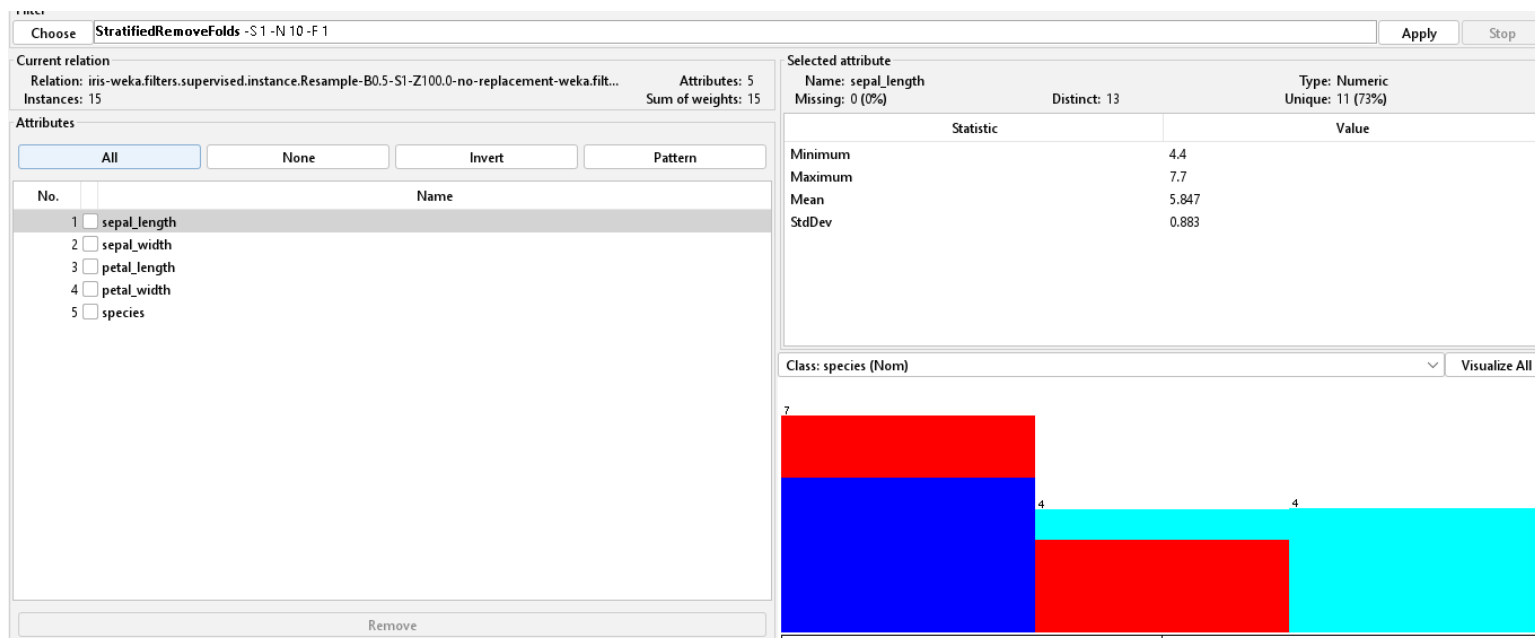 Filter
Choose StratifiedRemoveFolds -S 1 -N 10 -F 1 Apply Stop
Current relation
Relation: iris-weka.filters.supervised.instance.Resample-B0.5-S1-Z100.0-no-replacement-weka.filt... Attributes: 5
Instances: 15 Sum of weights: 15
Attributes
All None Invert Pattern
No. Name
1 sepal_length
2 sepal_width
3 petal_length
4 petal_width
5 species
Remove
Selected attribute
Name: sepal_length Type: Numeric
Missing: 0 (0%) Distinct: 13 Unique: 11 (73%)
Statistic Value
Minimum 4.4
Maximum 7.7
Mean 5.847
StdDev 0.883
Class: species (Nom) Visualize All
7
4
4